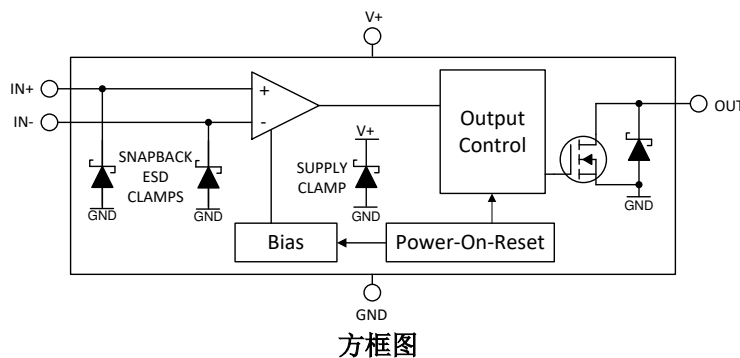 V+
IN+
IN-
+
-
Output
Control
OUT
V+
SNAPBACK
ESD
CLAMPS
SUPPLY
CLAMP
GND
GND
GND
GND
Bias
Power-On-Reset
GND
方框图